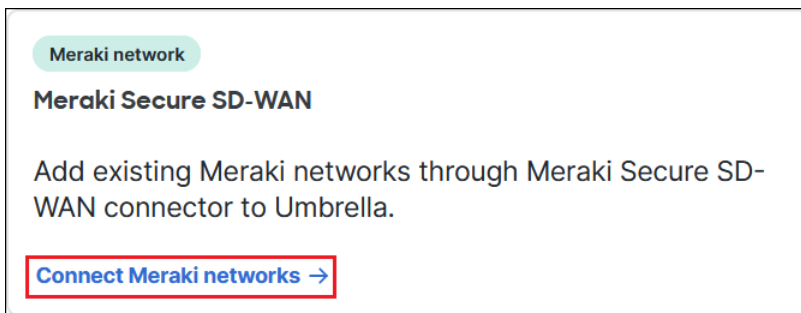 Meraki network
Meraki Secure SD-WAN
Add existing Meraki networks through Meraki Secure SD-
WAN connector to Umbrella.
Connect Meraki networks →